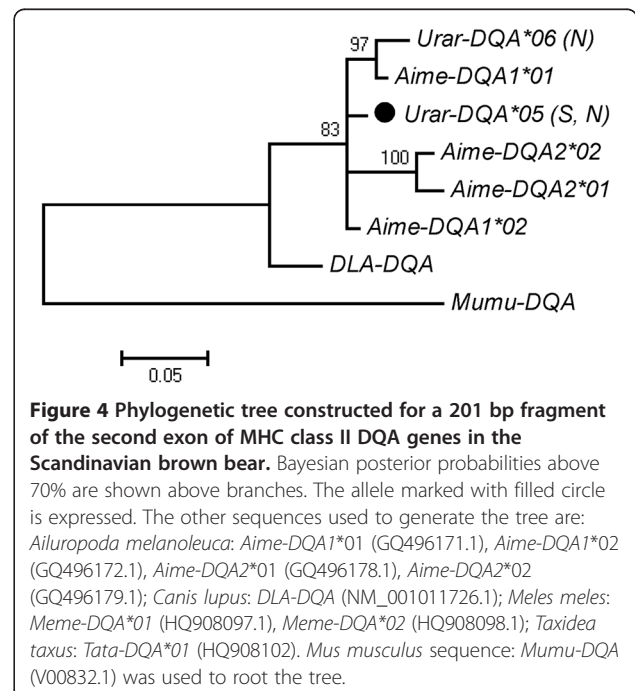 97
Urar-DQA*06 (N)
Aime-DQA1*01
83
Urar-DQA*05 (S, N)
100
Aime-DQA2*02
Aime-DQA2*01
Aime-DQA1*02
DLA-DQA
Mumu-DQA
0.05
Figure 4 Phylogenetic tree constructed for a 201 bp fragment
of the second exon of MHC class II DQA genes in the
Scandinavian brown bear. Bayesian posterior probabilities above
70% are shown above branches. The allele marked with filled circle
is expressed. The other sequences used to generate the tree are:
Ailuropoda melanoleuca: Aime-DQA1*01 (GQ496171.1), Aime-DQA1*02
(GQ496172.1), Aime-DQA2*01 (GQ496178.1), Aime-DQA2*02
(GQ496179.1); Canis lupus: DLA-DQA (NM_001011726.1); Meles meles:
Meme-DQA*01 (HQ908097.1), Meme-DQA*02 (HQ908098.1); Taxidea
taxus: Tata-DQA*01 (HQ908102). Mus musculus sequence: Mumu-DQA
(V00832.1) was used to root the tree.